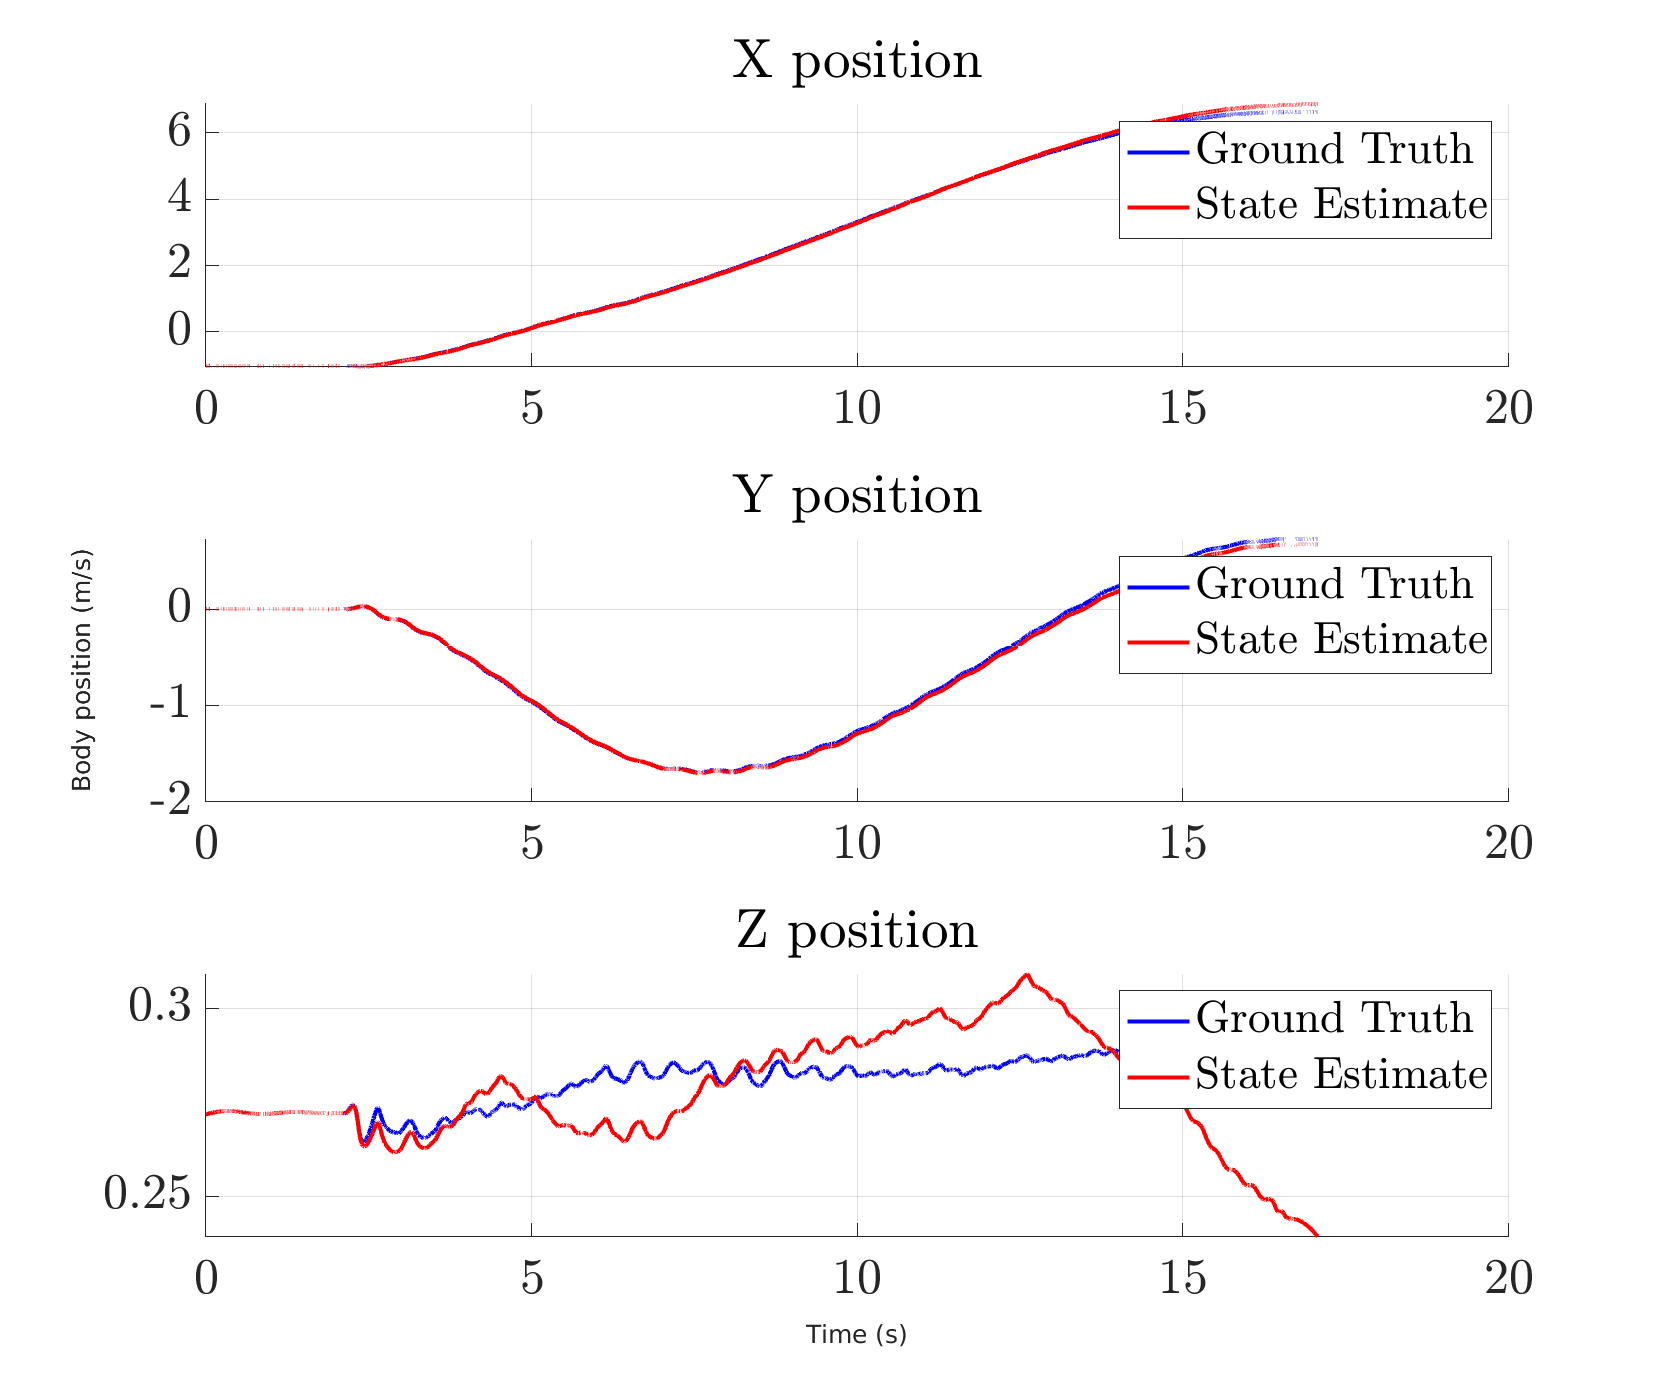 X position
6
4
2
0
Ground Truth
State Estimate
0 5 10 15 20
Y position
Body position (m/s)
0
-1
-2
Ground Truth
State Estimate
0 5 10 15 20
Z position
0.3
0.25
Ground Truth
State Estimate
0 5 10 15 20
Time (s)